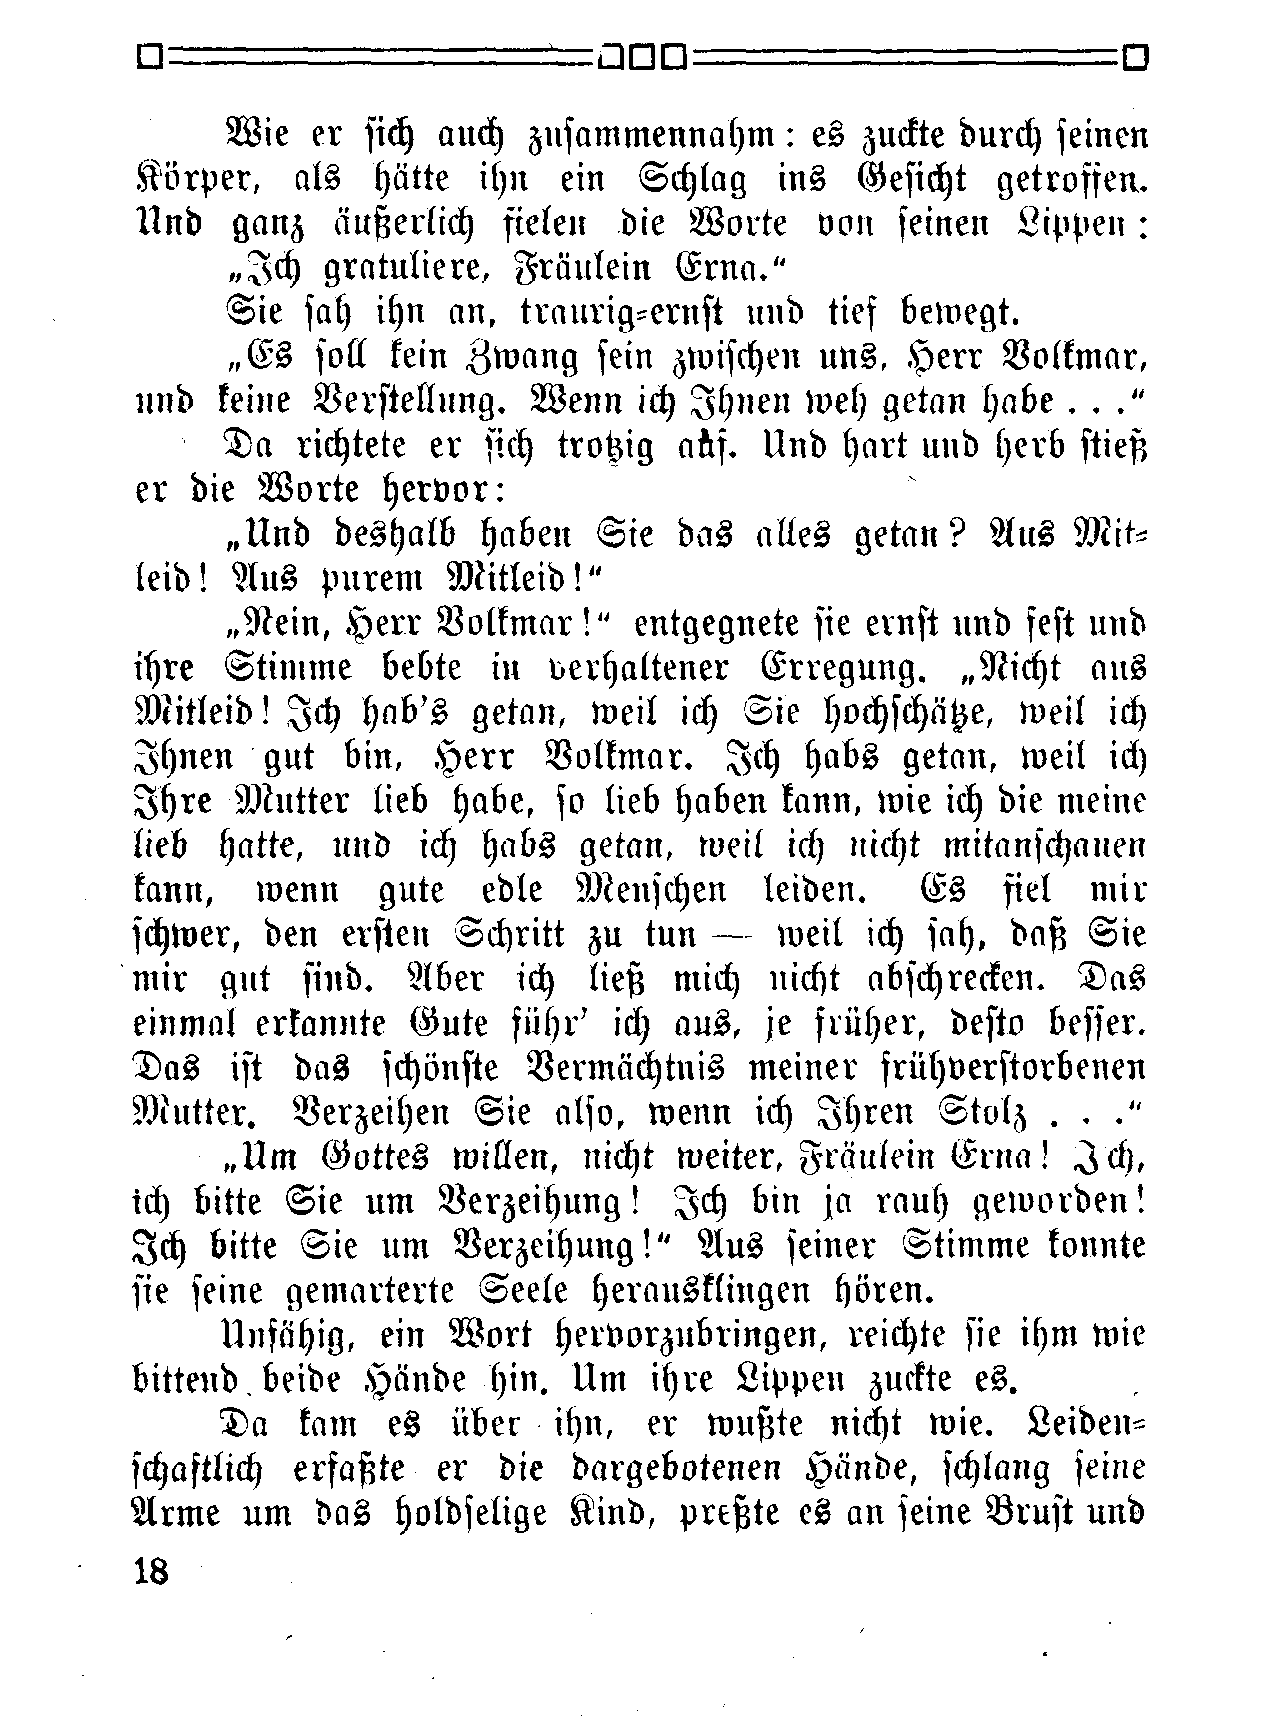 Wie er sich auch zusammennahm: es zuckte durch seinen
Körper, als hätte ihn ein Schlag ins Gesicht getroffen.
Und ganz äußerlich fielen die Worte von seinen Lippen:
„Ich gratuliere, Fräulein Erna.“
Sie sah ihn an, traurig-ernst und tief bewegt.
„Es soll kein Zwang sein zwischen uns, Herr Volkmar,
und keine Verstellung. Wenn ich Ihnen weh getan habe . . .“
Da richtete er sich trotzig auf. Und hart und herb stieß
er die Worte hervor:
„Und deshalb haben Sie das alles getan? Aus Mit-
leid! Aus purem Mitleid!“
„Nein, Herr Volkmar!“ entgegnete sie ernst und fest und
ihre Stimme bebte in verhaltener Erregung. „Nicht aus
Mitleid! Ich hab's getan, weil ich Sie hochschätze, weil ich
Ihnen gut bin, Herr Volkmar. Ich habs getan, weil ich
Ihre Mutter lieb habe, so lieb haben kann, wie ich die meine
lieb hatte, und ich habs getan, weil ich nicht mitanschauen
kann, wenn gute edle Menschen leiden. Es fiel mir
schwer, den ersten Schritt zu tun — weil ich sah, daß Sie
mir gut sind. Aber ich ließ mich nicht abschrecken. Das
einmal erkannte Gute führ' ich aus, je früher, desto besser.
Das ist das schönste Vermächtnis meiner frühverstorbenen
Mutter. Verzeihen Sie also, wenn ich Ihren Stolz . . .“
„Um Gottes willen, nicht weiter, Fräulein Erna! Ich,
ich bitte Sie um Verzeihung! Ich bin ja rauh geworden!
Ich bitte Sie um Verzeihung!“ Aus seiner Stimme konnte
sie seine gemarterte Seele herausklingen hören.
Unfähig, ein Wort hervorzubringen, reichte sie ihm wie
bittend beide Hände hin. Um ihre Lippen zuckte es.
Da kam es über ihn, er wußte nicht wie. Leiden-
schaftlich erfaßte er die dargebotenen Hände, schlang seine
Arme um das holdselige Kind, preßte es an seine Brust und
18